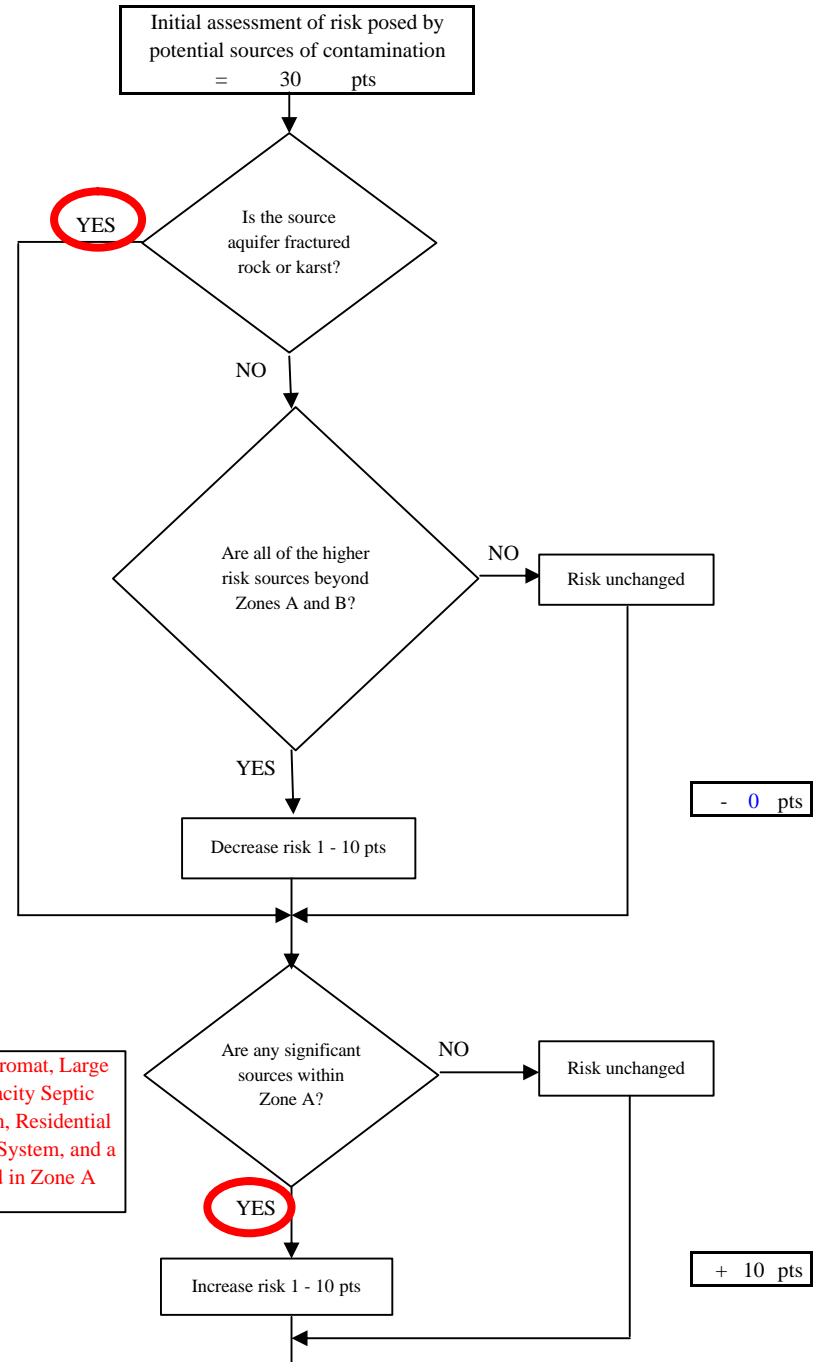 Initial assessment of risk posed by
potential sources of contamination
= 30 pts
YES
Is the source
aquifer fractured
rock or karst?
NO
Are all of the higher
risk sources beyond
Zones A and B?
NO
Risk unchanged
YES
- 0 pts
Decrease risk 1 - 10 pts
Are any significant
sources within
Zone A?
NO
Risk unchanged
Large
Septic
Residential
System, and a
in Zone A
YES
+ 10 pts
Increase risk 1 - 10 pts